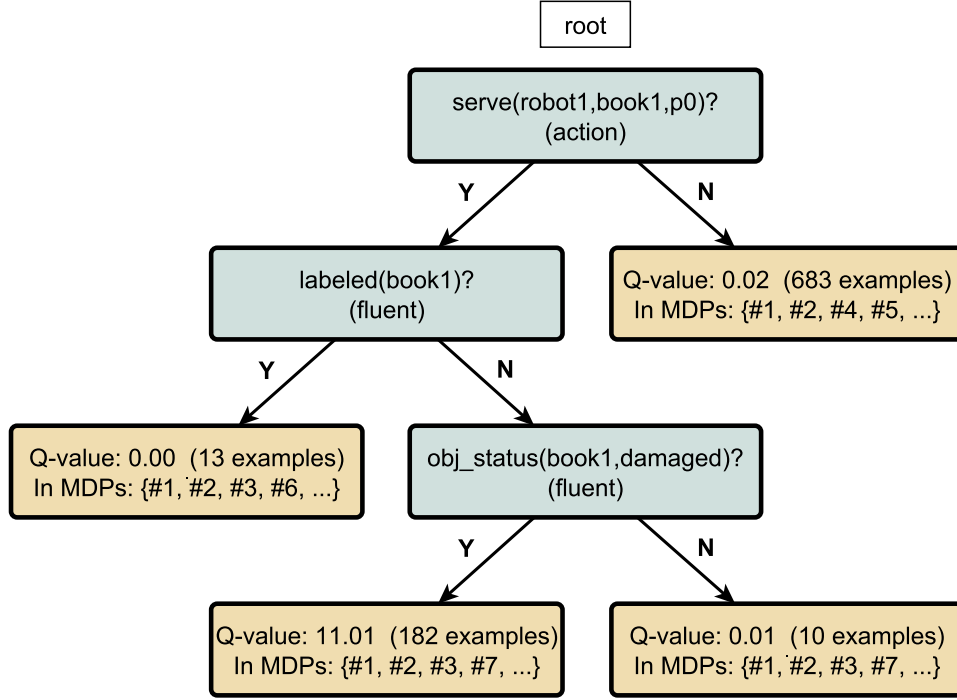 root
serve(robot1,book1,p0)?
(action)
Y
N
labeled(book1)?
(fluent)
Q-value: 0.02 (683 examples)
In MDPs: {#1, #2, #4, #5, ...}
Y
N
Q-value: 0.00 (13 examples)
In MDPs: {#1, #2, #3, #6, ...}
obj_status(book1,damaged)?
(fluent)
Y
N
Q-value: 11.01 (182 examples)
In MDPs: {#1, #2, #3, #7, ...}
Q-value: 0.01 (10 examples)
In MDPs: {#1, #2, #3, #7, ...}